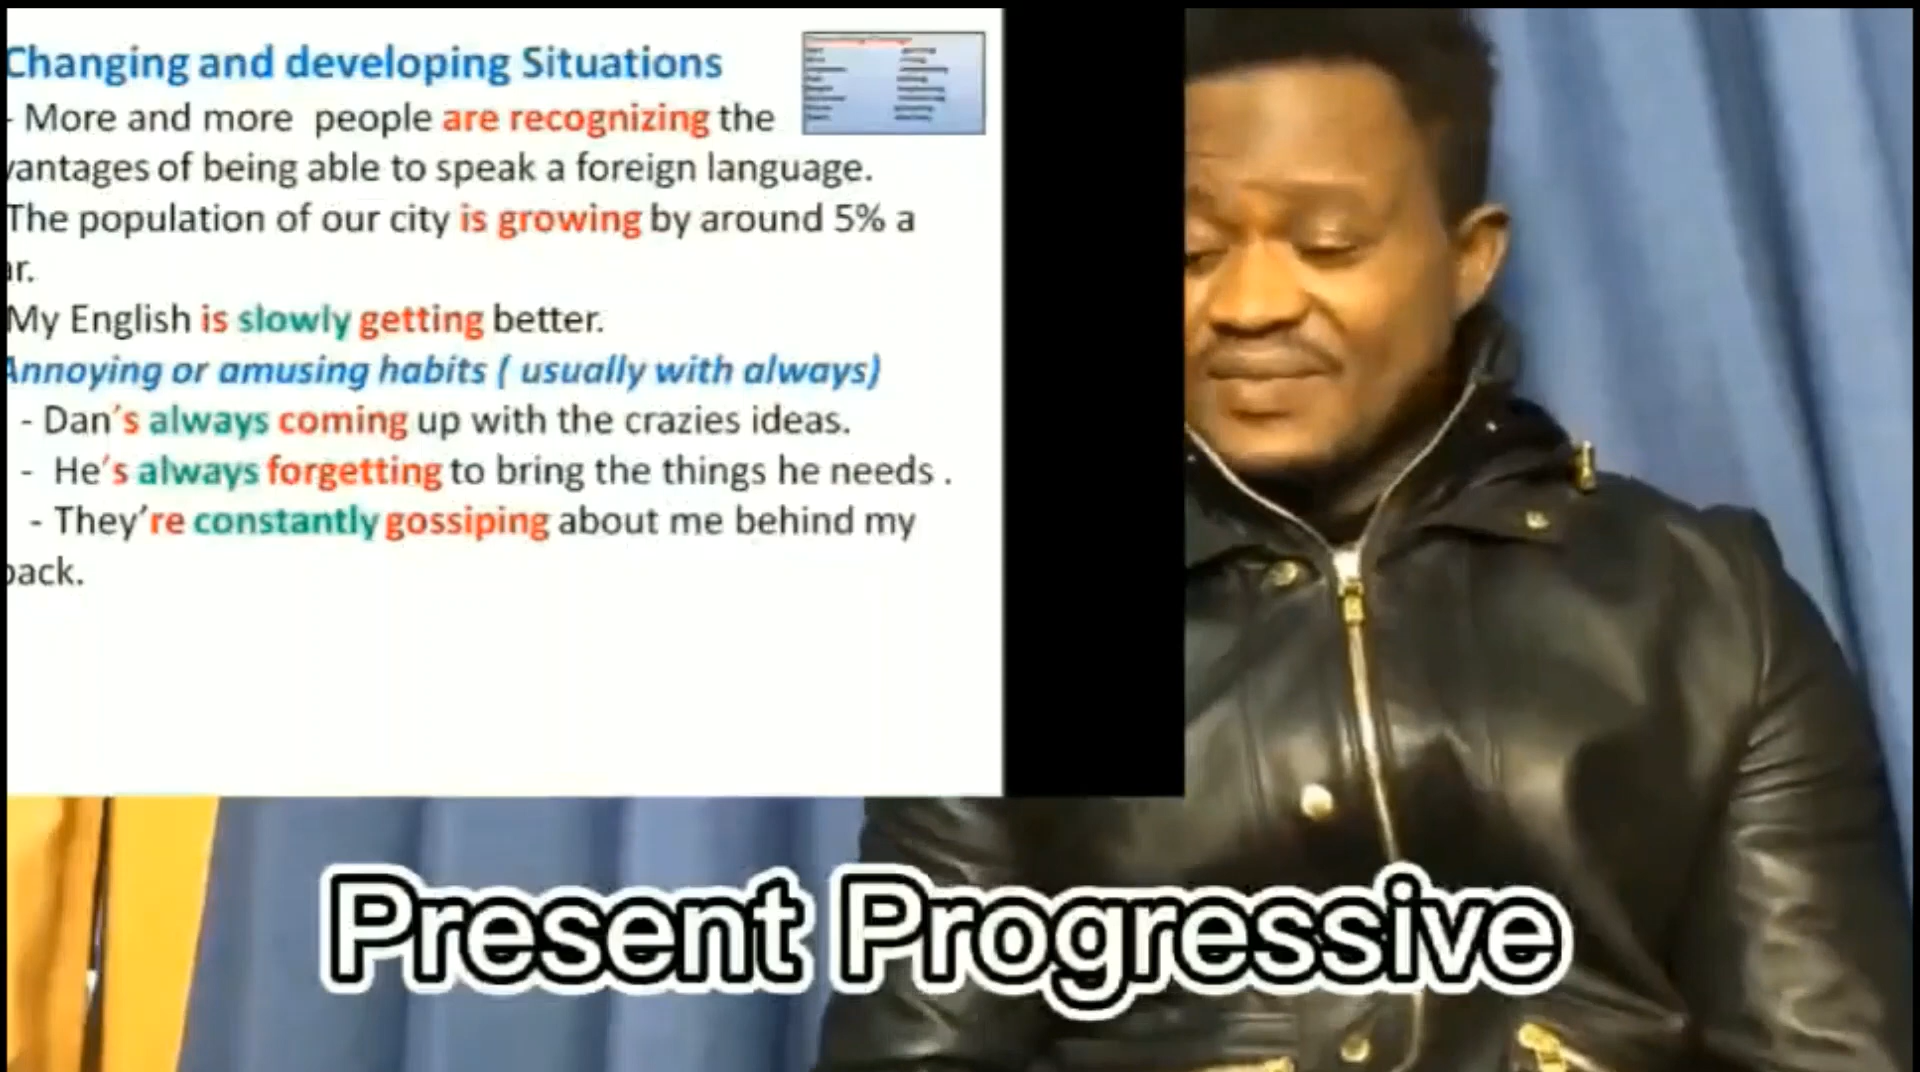 Changing and developing Situations
- More and more people are recognizing the
vantages of being able to speak a foreign language.
The population of our city is growing by around 5% a
ar.
My English is slowly getting better.
Annoying or amusing habits ( usually with always)
- Dan's always coming up with the crazies ideas.
- He's always forgetting to bring the things he needs .
- They're constantly gossiping about me behind my
back.
Present Progressive